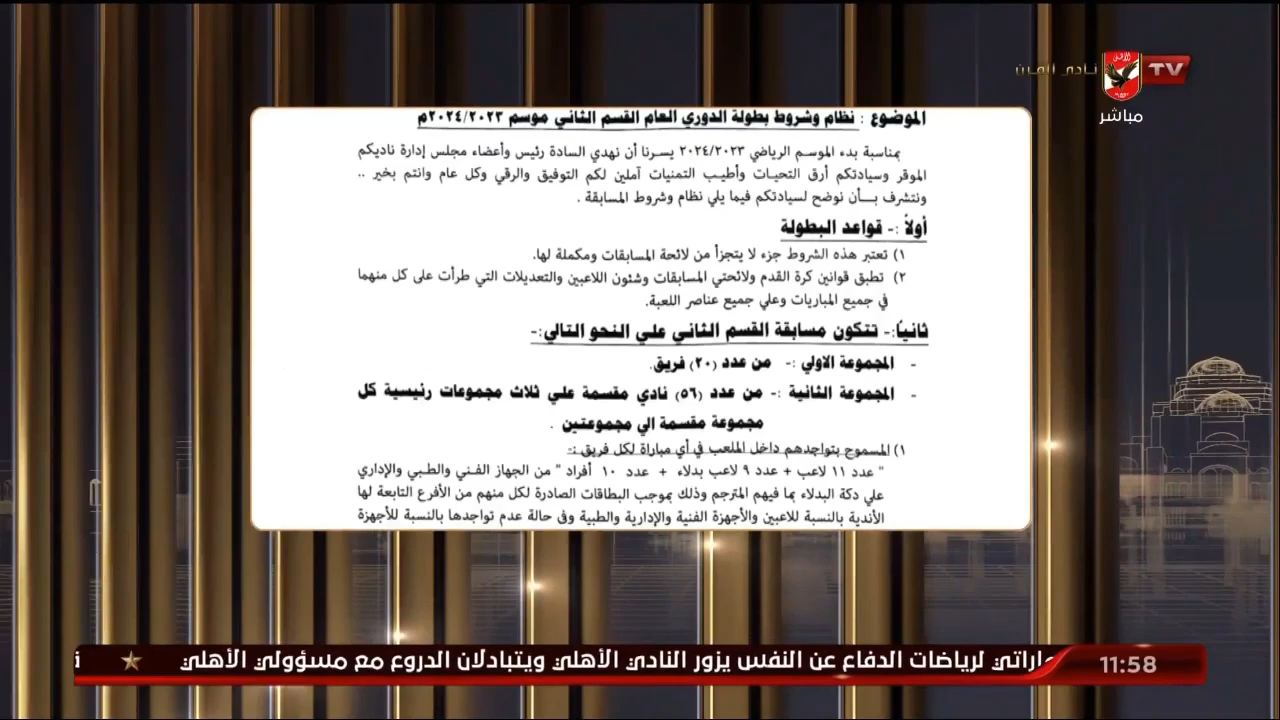 نادي القرن
TV
مباشر
الموضوع : نظام وشروط بطولة الدوري العام القسم الثاني موسم ٢٠٢٤/٢٠٢٣م
بمناسبة بدء الموسم الرياضي ٢٠٢٤/٢٠٢٣ يسرنا أن نهدي السادة رئيس وأعضاء مجلس إدارة ناديكم
الموقر وسيادتكم أرق التحيات وأطيب التمنيات آملين لكم التوفيق والرقي وكل عام وانتم بخير ..
ونتشرف بأن نوضح لسيادتكم فيما يلي نظام وشروط المسابقة .
أولاً :- قواعد البطولة
١) تعتبر هذه الشروط جزء لا يتجزأ من لائحة المسابقات ومكملة لها.
٢) تطبق قوانين كرة القدم ولائحتي المسابقات وشئون اللاعبين والتعديلات التي طرأت على كل منهما
في جميع المباريات وعلي جميع عناصر اللعبة.
ثانياً:- تتكون مسابقة القسم الثاني علي النحو التالي:-
- المجموعة الاولي :- من عدد (٢٠) فريق.
- المجموعة الثانية :- من عدد (٥٦) نادي مقسمة علي ثلاث مجموعات رئيسية كل
مجموعة مقسمة الي مجموعتين .
١) المسموح بتواجدهم داخل الملعب في أي مباراة لكل فريق :-
" عدد ١١ لاعب + عدد ٩ لاعب بدلاء + عدد ١٠ أفراد " من الجهاز الفني والطبي والإداري
علي دكة البدلاء بما فيهم المترجم وذلك بموجب البطاقات الصادرة لكل منهم من الأفرع التابعة لها
الأندية بالنسبة للاعبين والأجهزة الفنية والإدارية والطبية وفى حالة عدم تواجدها بالنسبة للأجهزة
ماراتي لرياضات الدفاع عن النفس يزور النادي الأهلي ويتبادلان الدروع مع مسؤولي الأهلي
11:58